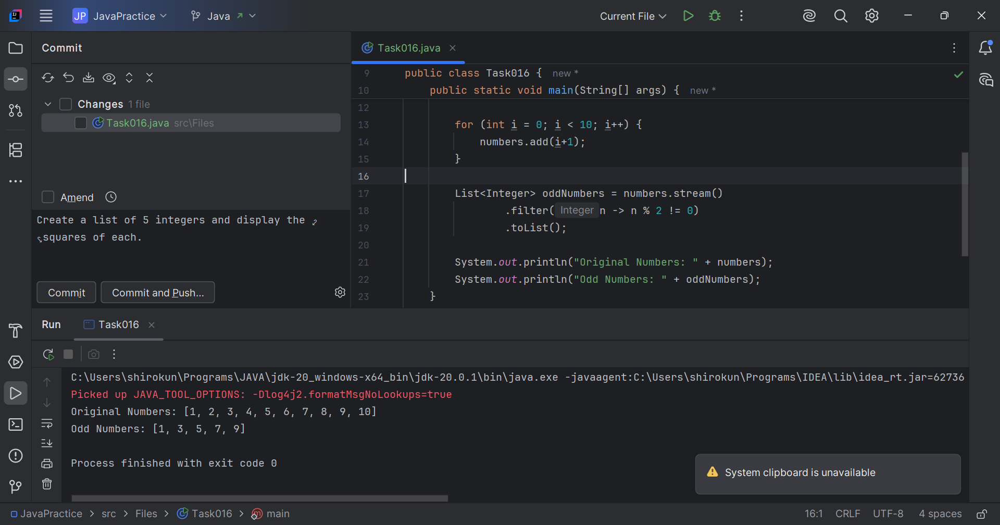 JP JavaPractice Java Current File
Commit
Changes 1 file
Task016.java src\Files
Amend
Create a list of 5 integers and display the
squares of each.
Commit Commit and Push...
Task016.java
9 public class Task016 { new *
10 public static void main(String[] args) { new *
12
13 for (int i = 0; i < 10; i++) {
14 numbers.add(i+1);
15 }
16
17 List<Integer> oddNumbers = numbers.stream()
18 .filter( Integer n -> n % 2 != 0)
19 .toList();
20
21 System.out.println("Original Numbers: " + numbers);
22 System.out.println("Odd Numbers: " + oddNumbers);
23 }
Run Task016
C:\Users\shirokun\Programs\JAVA\jdk-20_windows-x64_bin\jdk-20.0.1\bin\java.exe -javaagent:C:\Users\shirokun\Programs\IDEA\lib\idea_rt.jar=62736
Picked up JAVA_TOOL_OPTIONS: -Dlog4j2.formatMsgNoLookups=true
Original Numbers: [1, 2, 3, 4, 5, 6, 7, 8, 9, 10]
Odd Numbers: [1, 3, 5, 7, 9]
Process finished with exit code 0
System clipboard is unavailable
JavaPractice > src > Files > Task016 > main 16:1 CRLF UTF-8 4 spaces